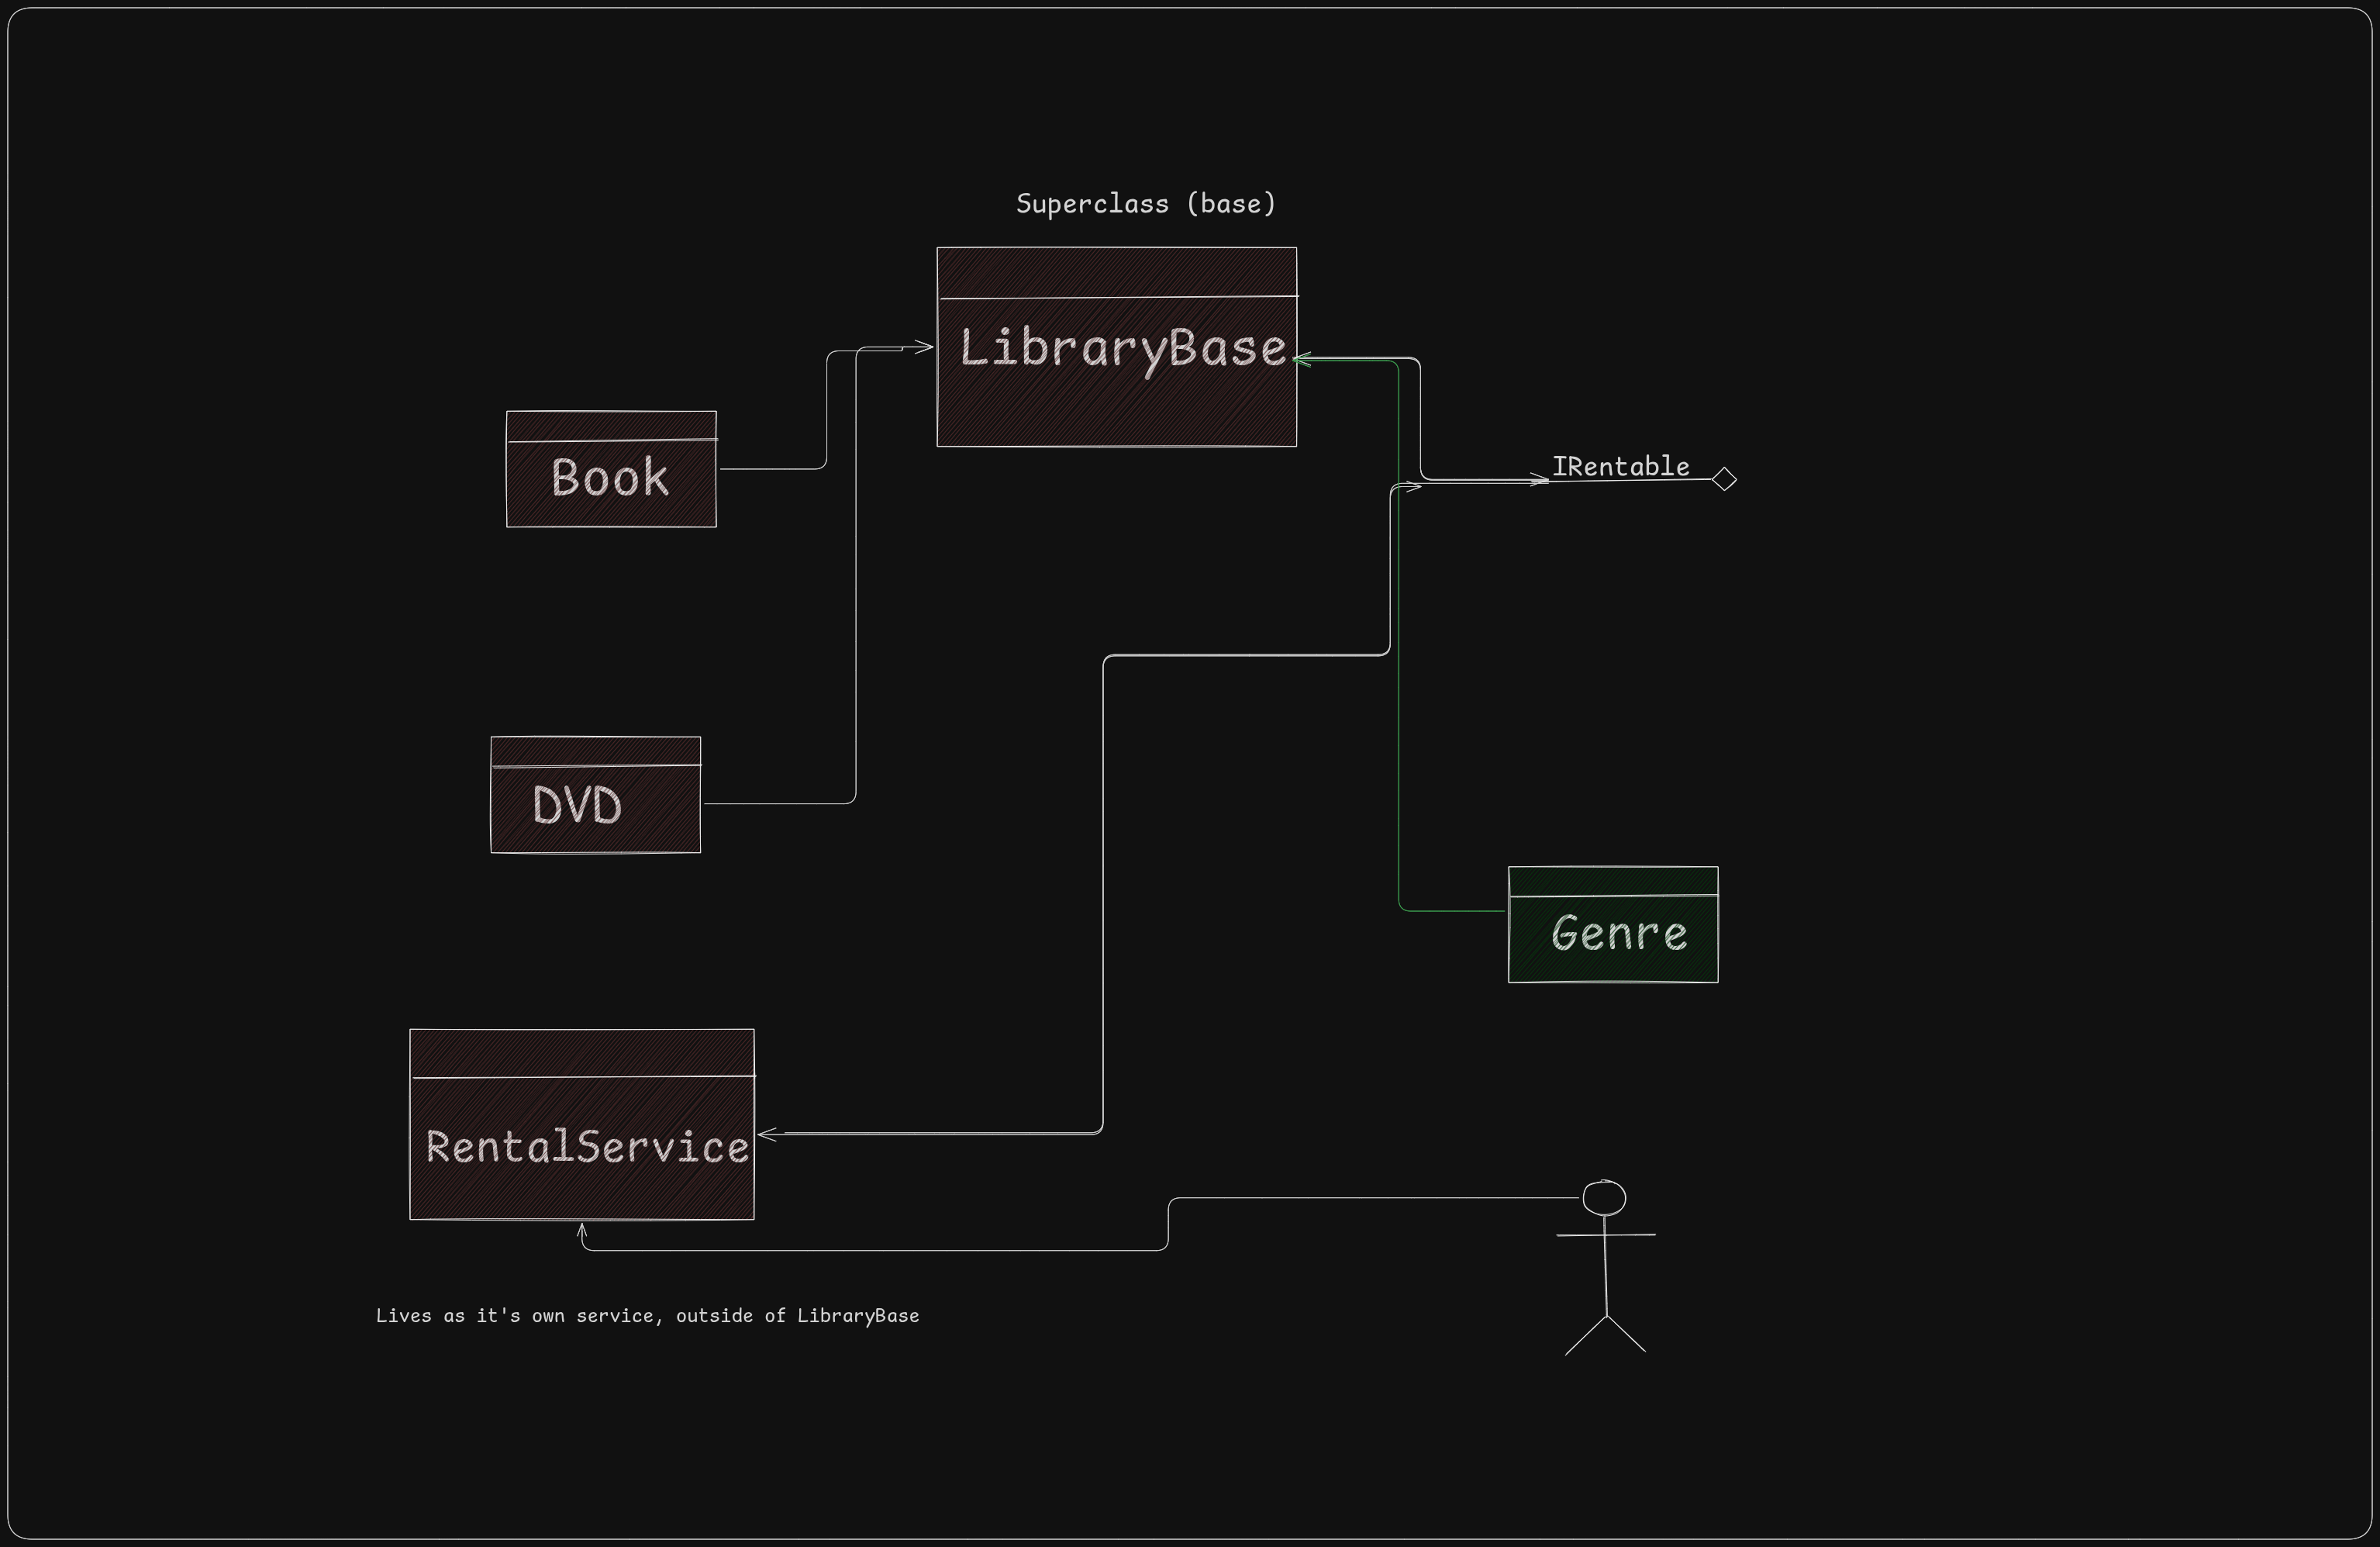 Superclass (base)
LibraryBase
Book
IRentable
DVD
Genre
RentalService
Lives as it's own service, outside of LibraryBase